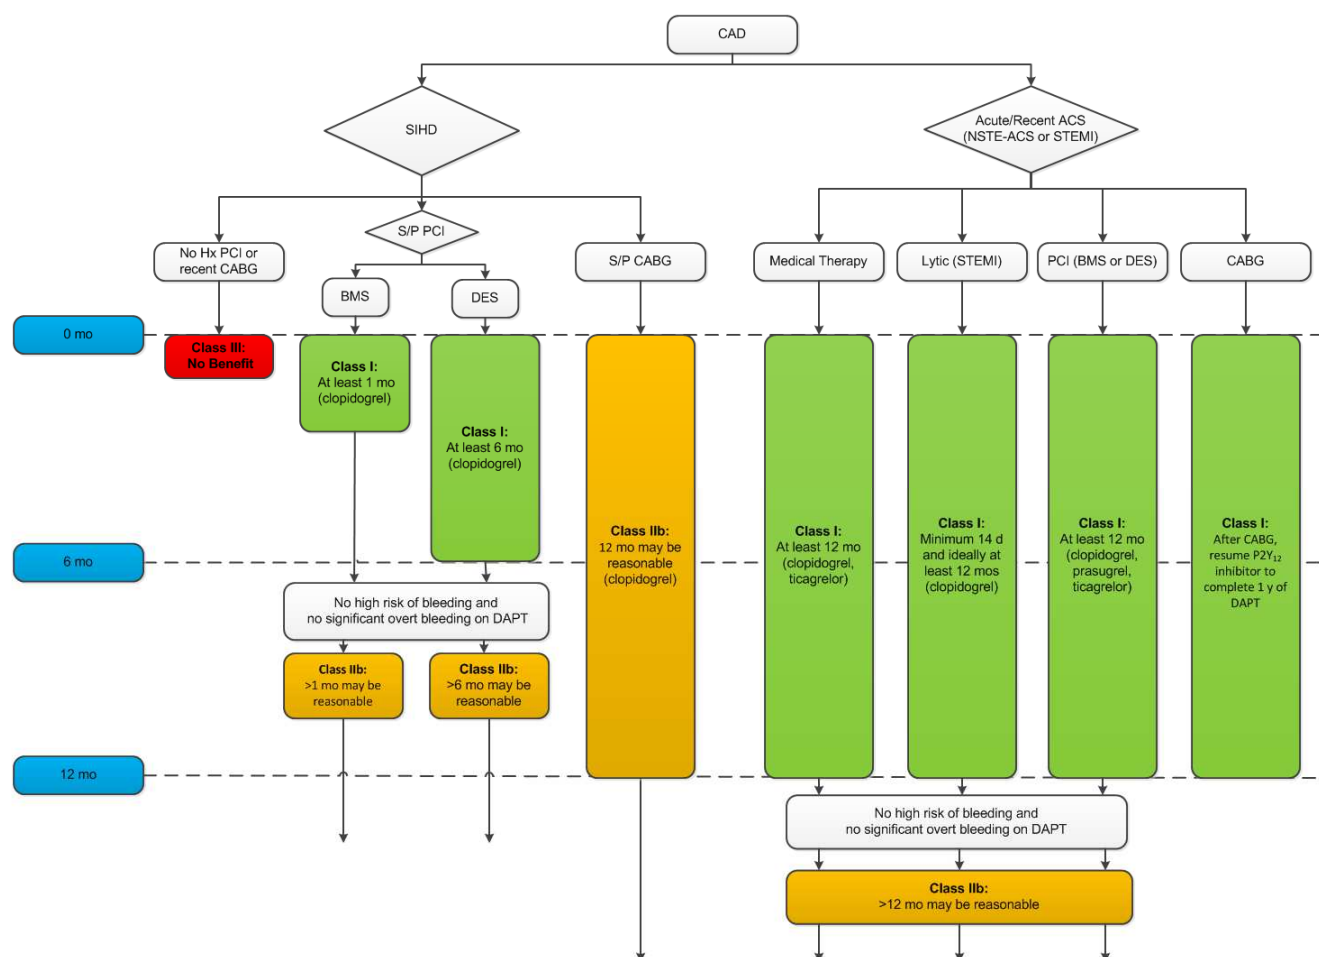 CAD
SIHD
Acute/Recent ACS
(NSTE-ACS or STEMI)
S/P PCI
No Hx PCI or
recent CABG
S/P CABG
Medical Therapy
Lytic (STEMI)
PCI (BMS or DES)
CABG
BMS
DES
0 mo
Class III:
No Benefit
Class I:
At least 1 mo
(clopidogrel)
Class I:
At least 6 mo
(clopidogrel)
Class IIb:
12 mo may be
reasonable
(clopidogrel)
Class I:
At least 12 mo
(clopidogrel,
ticagrelor)
Class I:
Minimum 14 d
and ideally at
least 12 mos
(clopidogrel)
Class I:
At least 12 mo
(clopidogrel,
prasugrel,
ticagrelor)
Class I:
After CABG,
resume P2Y₁₂
inhibitor to
complete 1 y of
DAPT
6 mo
No high risk of bleeding and
no significant overt bleeding on DAPT
Class IIb:
>1 mo may be
reasonable
Class IIb:
>6 mo may be
reasonable
12 mo
No high risk of bleeding and
no significant overt bleeding on DAPT
Class IIb:
>12 mo may be reasonable